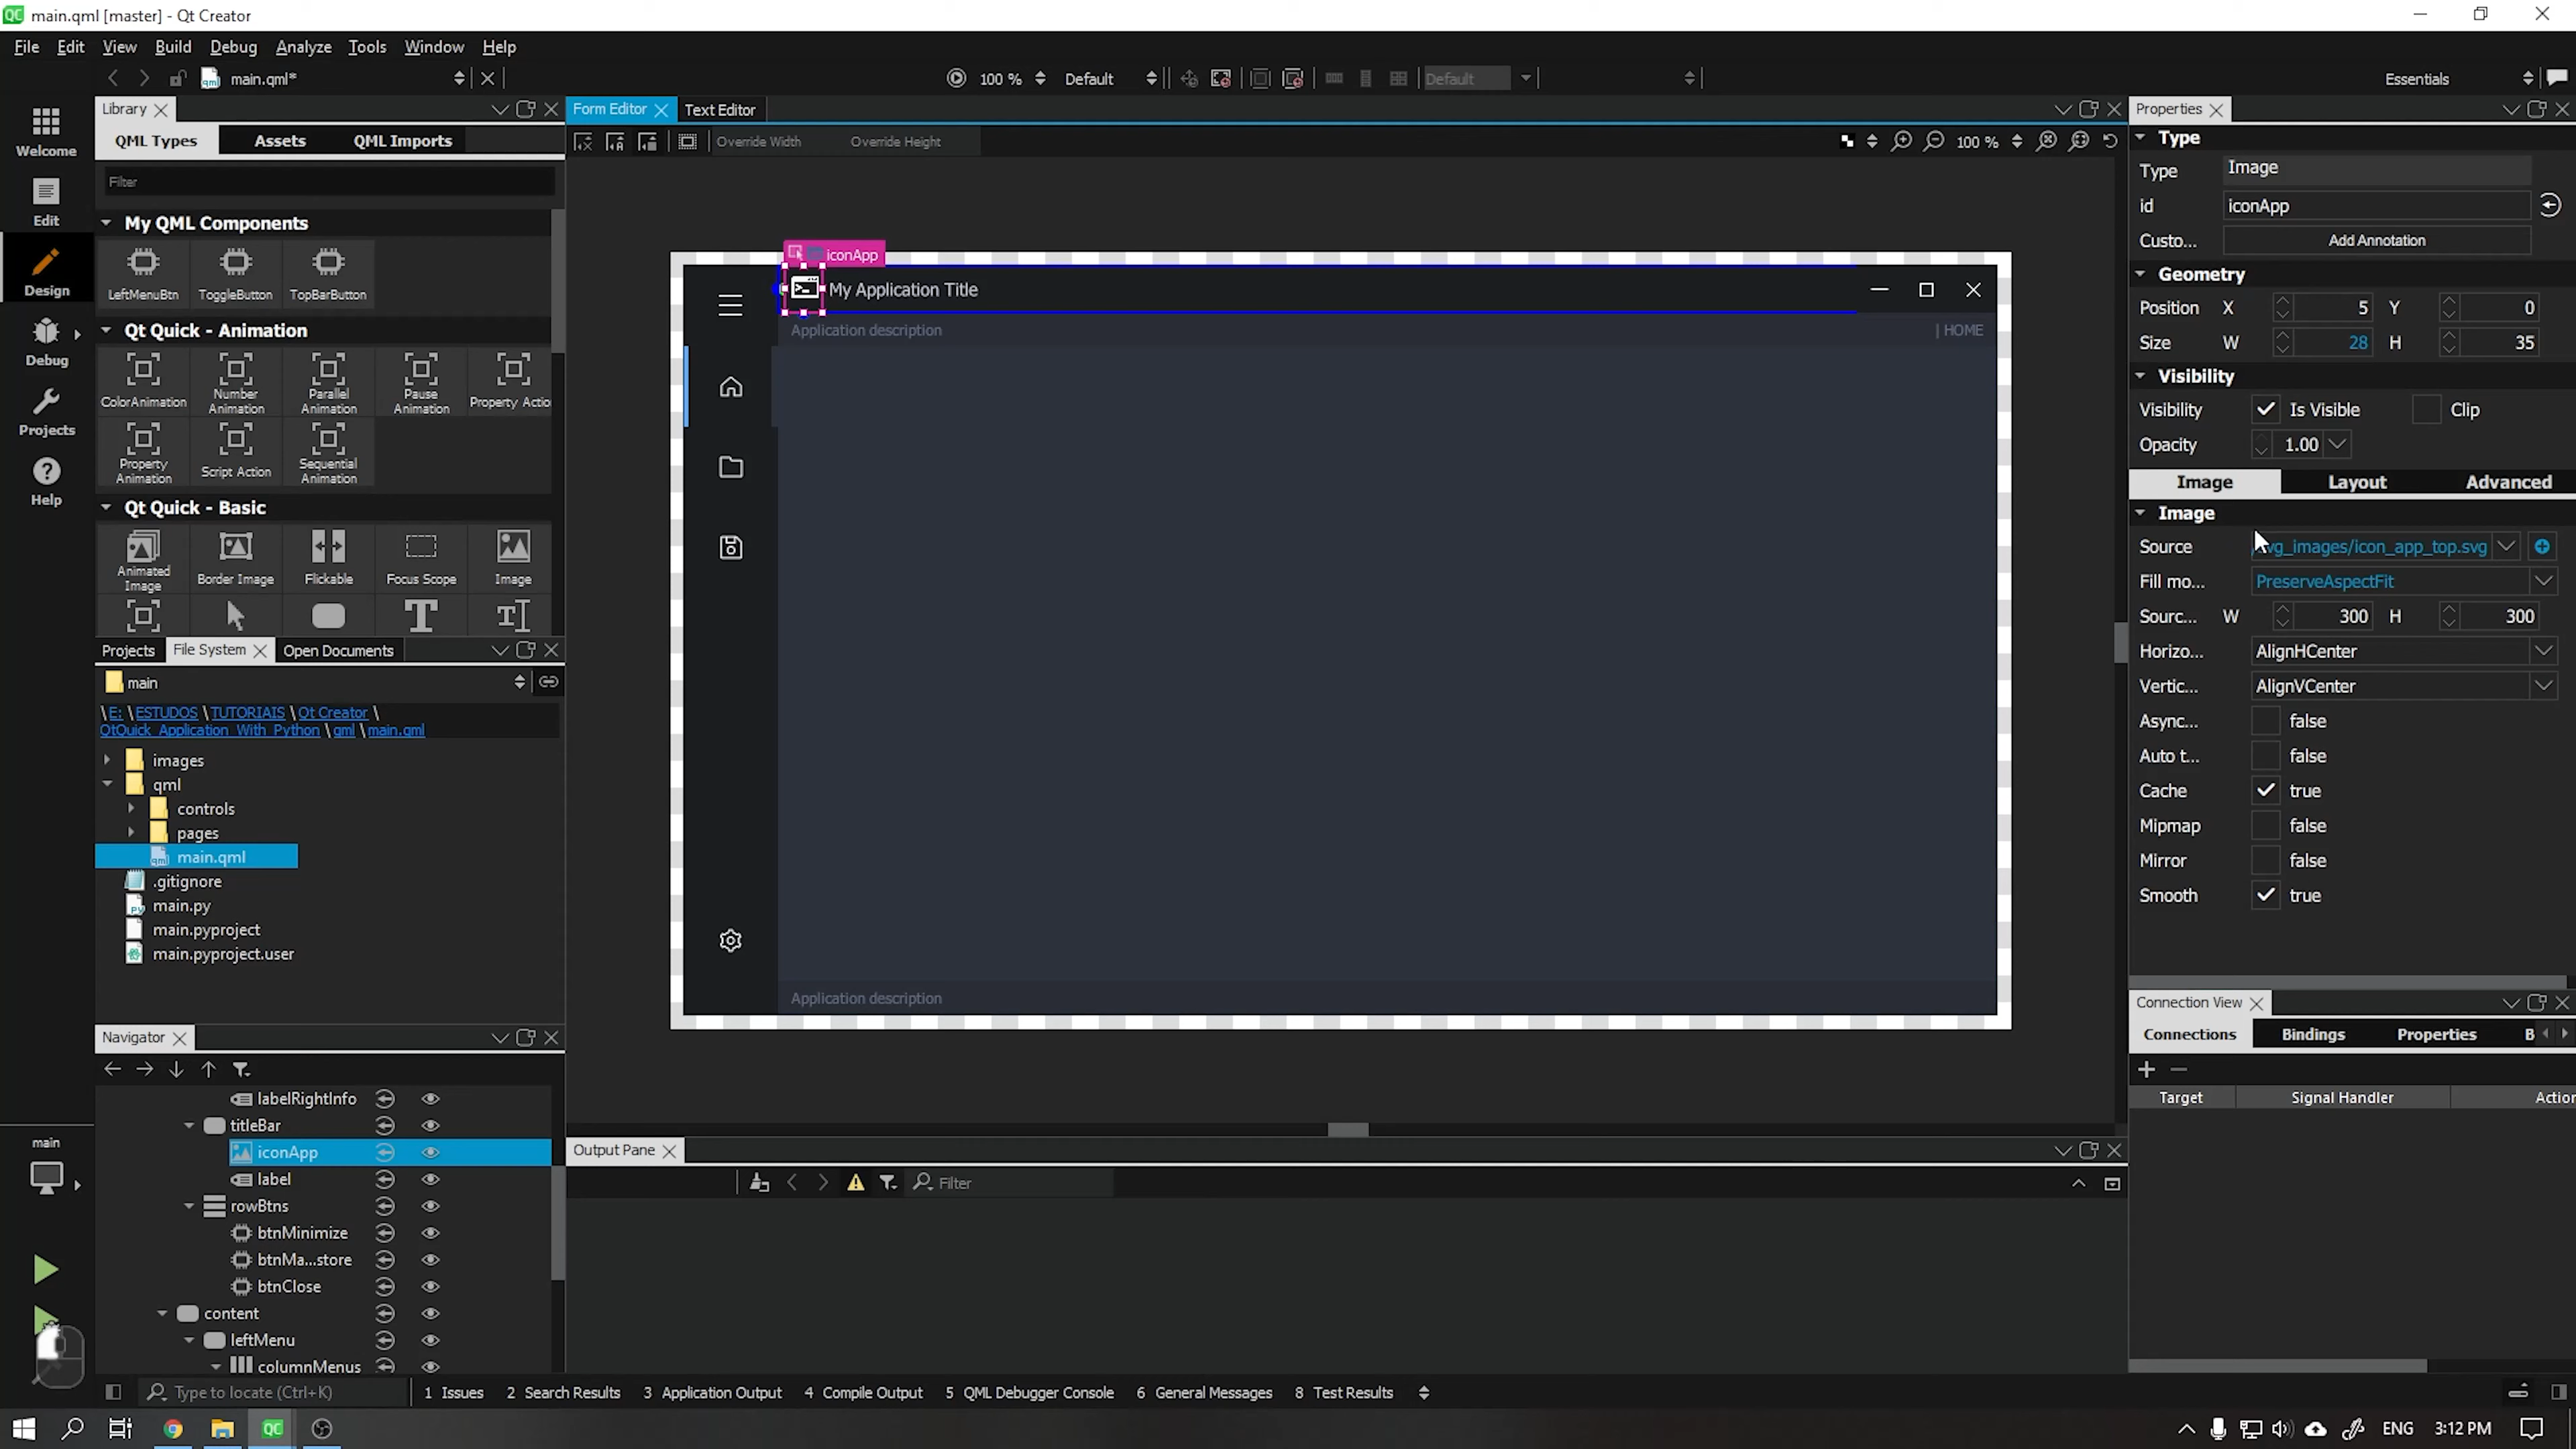 main.qml [master] - Qt Creator
File Edit View Build Debug Analyze Tools Window Help
main.qml* 100 % Default Default Essentials
Library Form Editor Text Editor Properties
QML Types Assets QML Imports Override Width Override Height 100 %
Filter
Welcome
Edit
Design
Debug
Projects
Help
My QML Components
LeftMenuBtn ToggleButton TopBarButton
Qt Quick - Animation
ColorAnimation Number Animation Parallel Animation Pause Animation Property Actio
Property Animation Script Action Sequential Animation
Qt Quick - Basic
Animated Image Border Image Flickable Focus Scope Image
Projects File System Open Documents
main
\E: \ESTUDOS \TUTORIAIS \Qt Creator \
QtQuick_Application_With_Python \qml \main.qml
images
qml
controls
pages
main.qml
.gitignore
main.py
main.pyproject
main.pyproject.user
Navigator
labelRightInfo
titleBar
iconApp
label
rowBtns
btnMinimize
btnMa...store
btnClose
content
leftMenu
columnMenus
main
iconApp
My Application Title
Application description | HOME
Application description
Output Pane
Filter
Type
Type Image
id iconApp
Custo... Add Annotation
Geometry
Position X 5 Y 0
Size W 28 H 35
Visibility
Visibility Is Visible Clip
Opacity 1.00
Image Layout Advanced
Image
Source vg_images/icon_app_top.svg
Fill mo... PreserveAspectFit
Sourc... W 300 H 300
Horizo... AlignHCenter
Vertic... AlignVCenter
Async... false
Auto t... false
Cache true
Mipmap false
Mirror false
Smooth true
Connection View
Connections Bindings Properties B
Target Signal Handler Action
Type to locate (Ctrl+K) 1 Issues 2 Search Results 3 Application Output 4 Compile Output 5 QML Debugger Console 6 General Messages 8 Test Results
ENG 3:12 PM